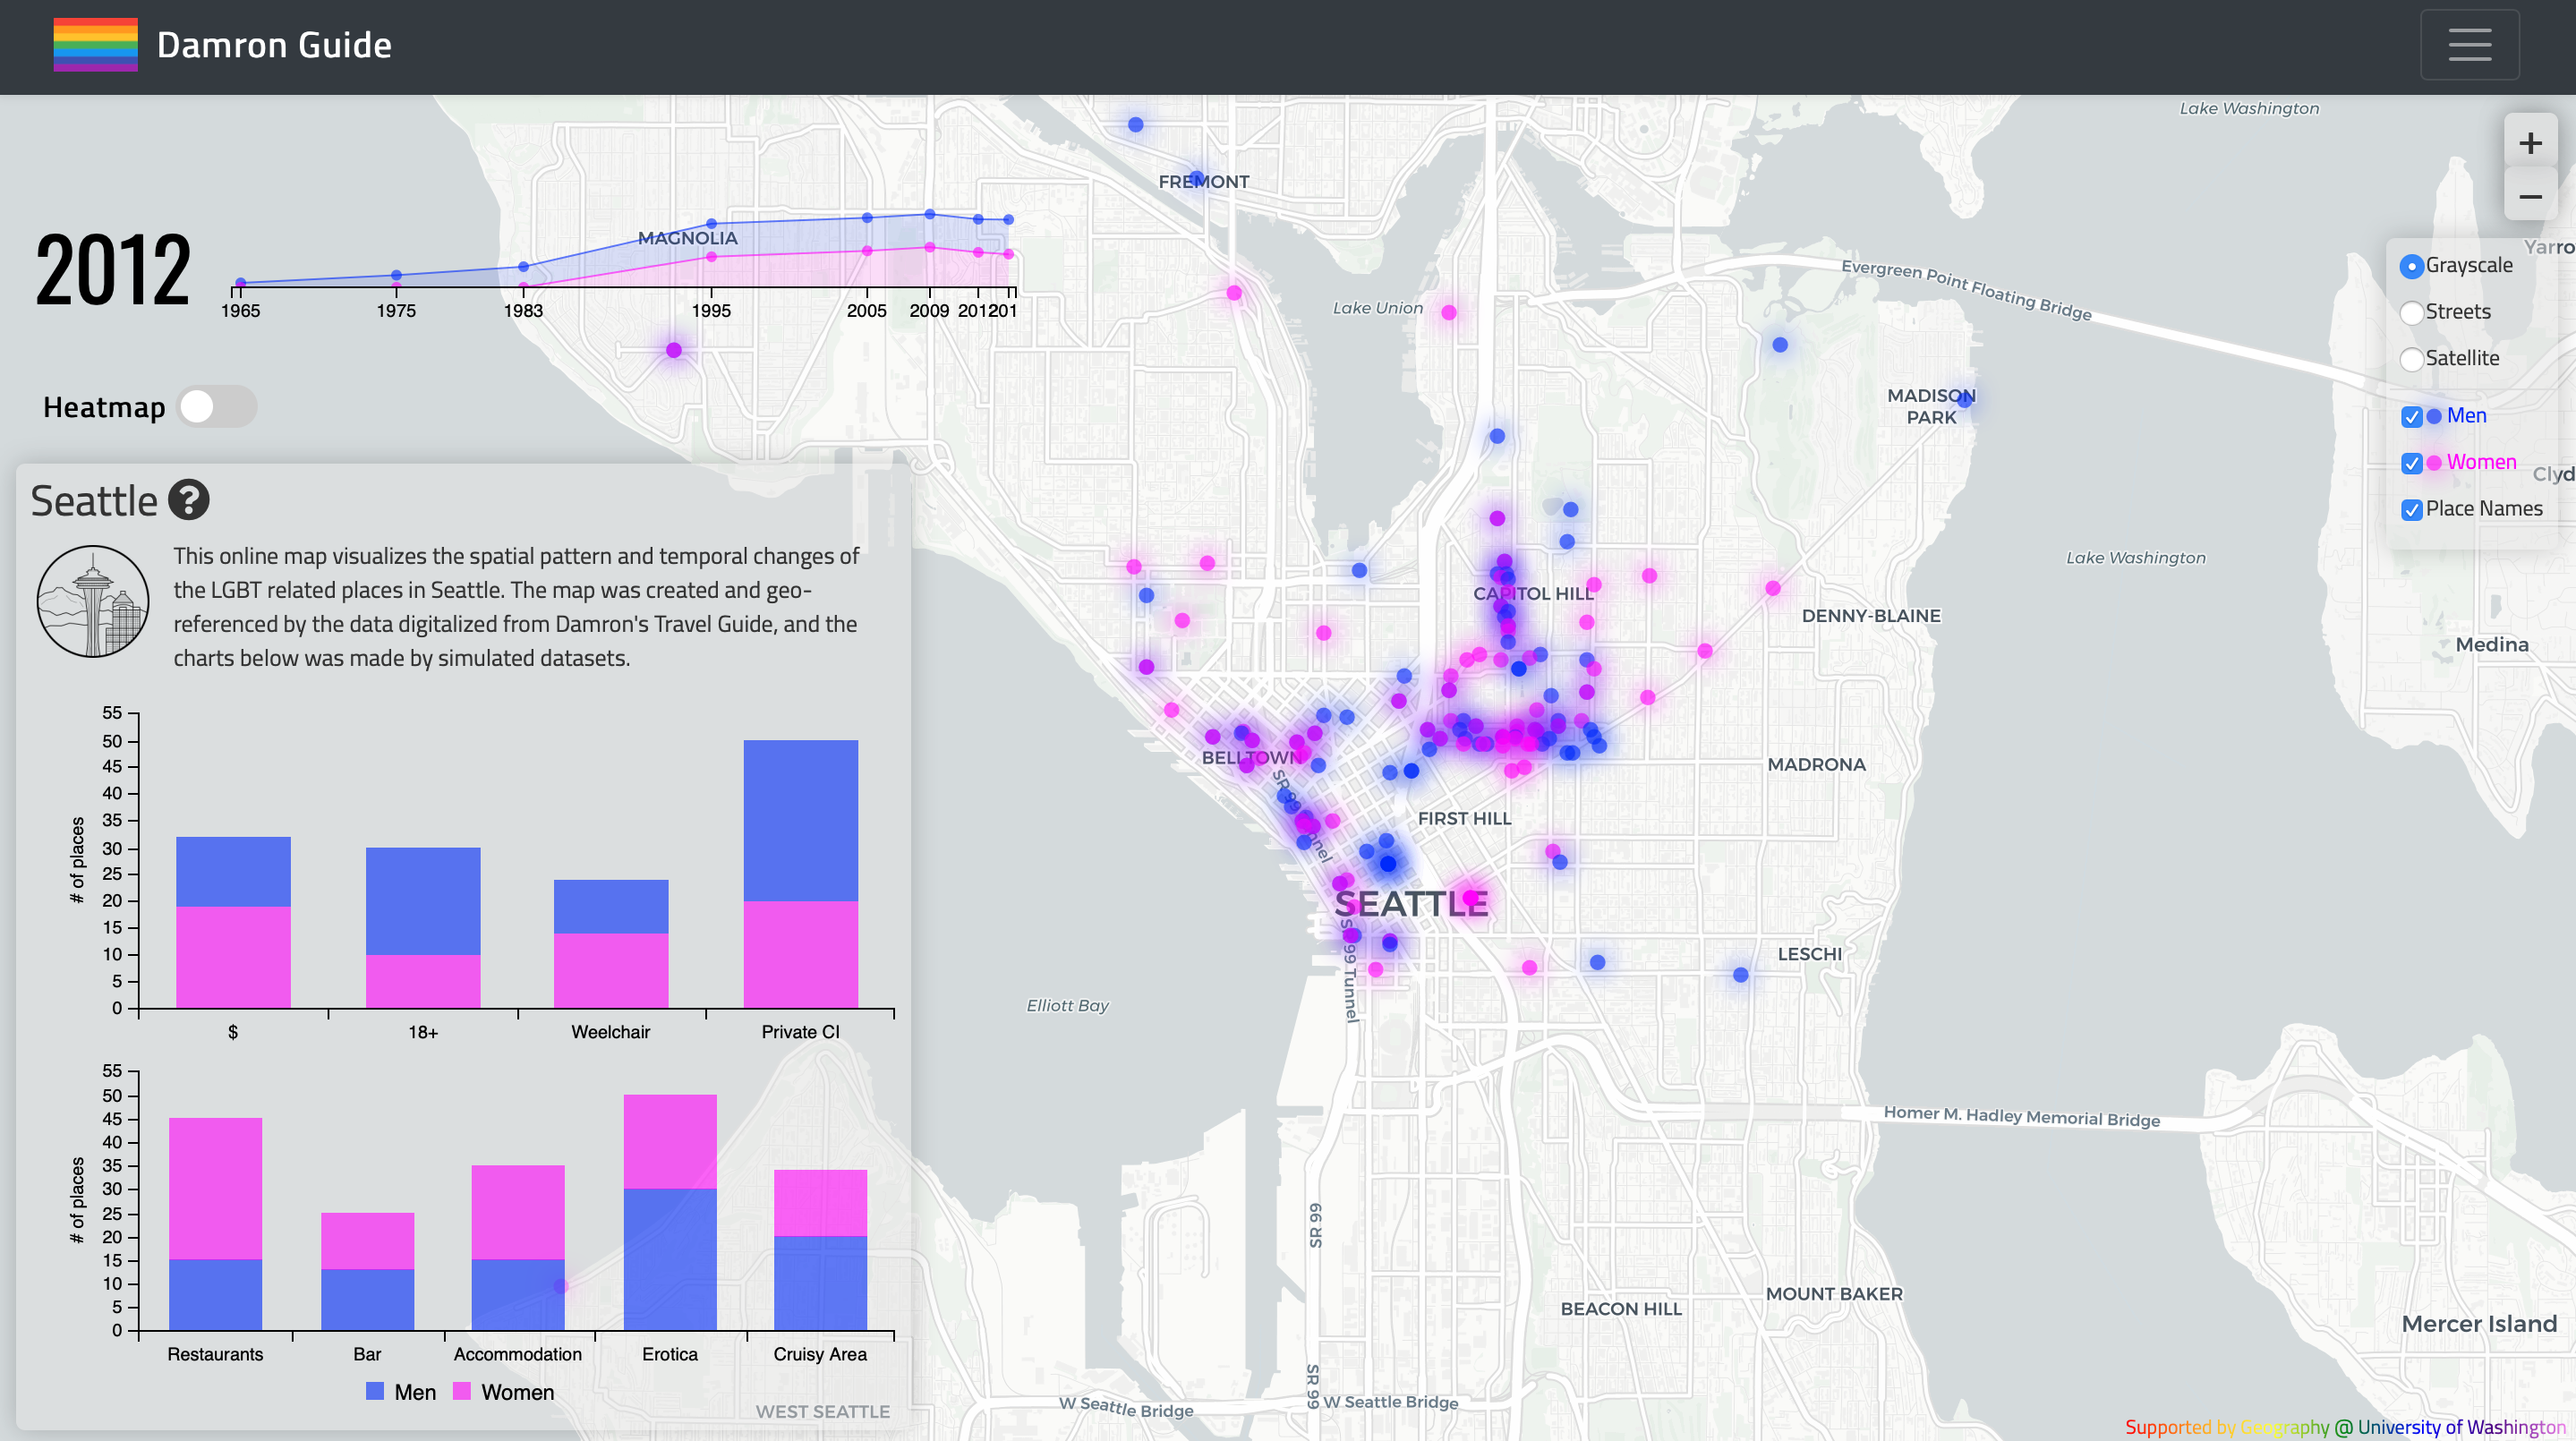 Damron Guide
Lake Washington
+
−
FREMONT
MAGNOLIA
2012
1965
1975
1983
1995
2005
2009
2012
201
Lake Union
Evergreen Point Floating Bridge
Yarro
Grayscale
Streets
Satellite
Men
Women
Place Names
Clyd
MADISON
PARK
Heatmap
Seattle ?
This online map visualizes the spatial pattern and temporal changes of
the LGBT related places in Seattle. The map was created and geo-
referenced by the data digitalized from Damron's Travel Guide, and the
charts below was made by simulated datasets.
CAPITOL HILL
DENNY-BLAINE
Lake Washington
Medina
BELLTOWN
MADRONA
FIRST HILL
SR 99 Tunnel
SEATTLE
SR 99 Tunnel
LESCHI
Elliott Bay
55
50
45
40
35
30
25
20
15
10
5
0
# of places
$
18+
Weelchair
Private CI
55
50
45
40
35
30
25
20
15
10
5
0
# of places
Restaurants
Bar
Accommodation
Erotica
Cruisy Area
Men
Women
WEST SEATTLE
Homer M. Hadley Memorial Bridge
SR 99
SR 99
W Seattle Bridge
W Seattle Bridge
BEACON HILL
MOUNT BAKER
Mercer Island
Supported by Geography @ University of Washington